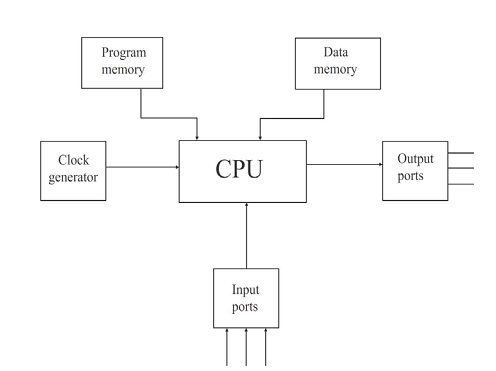 Program
memory
Data
memory
Clock
generator
CPU
Output
ports
Input
ports